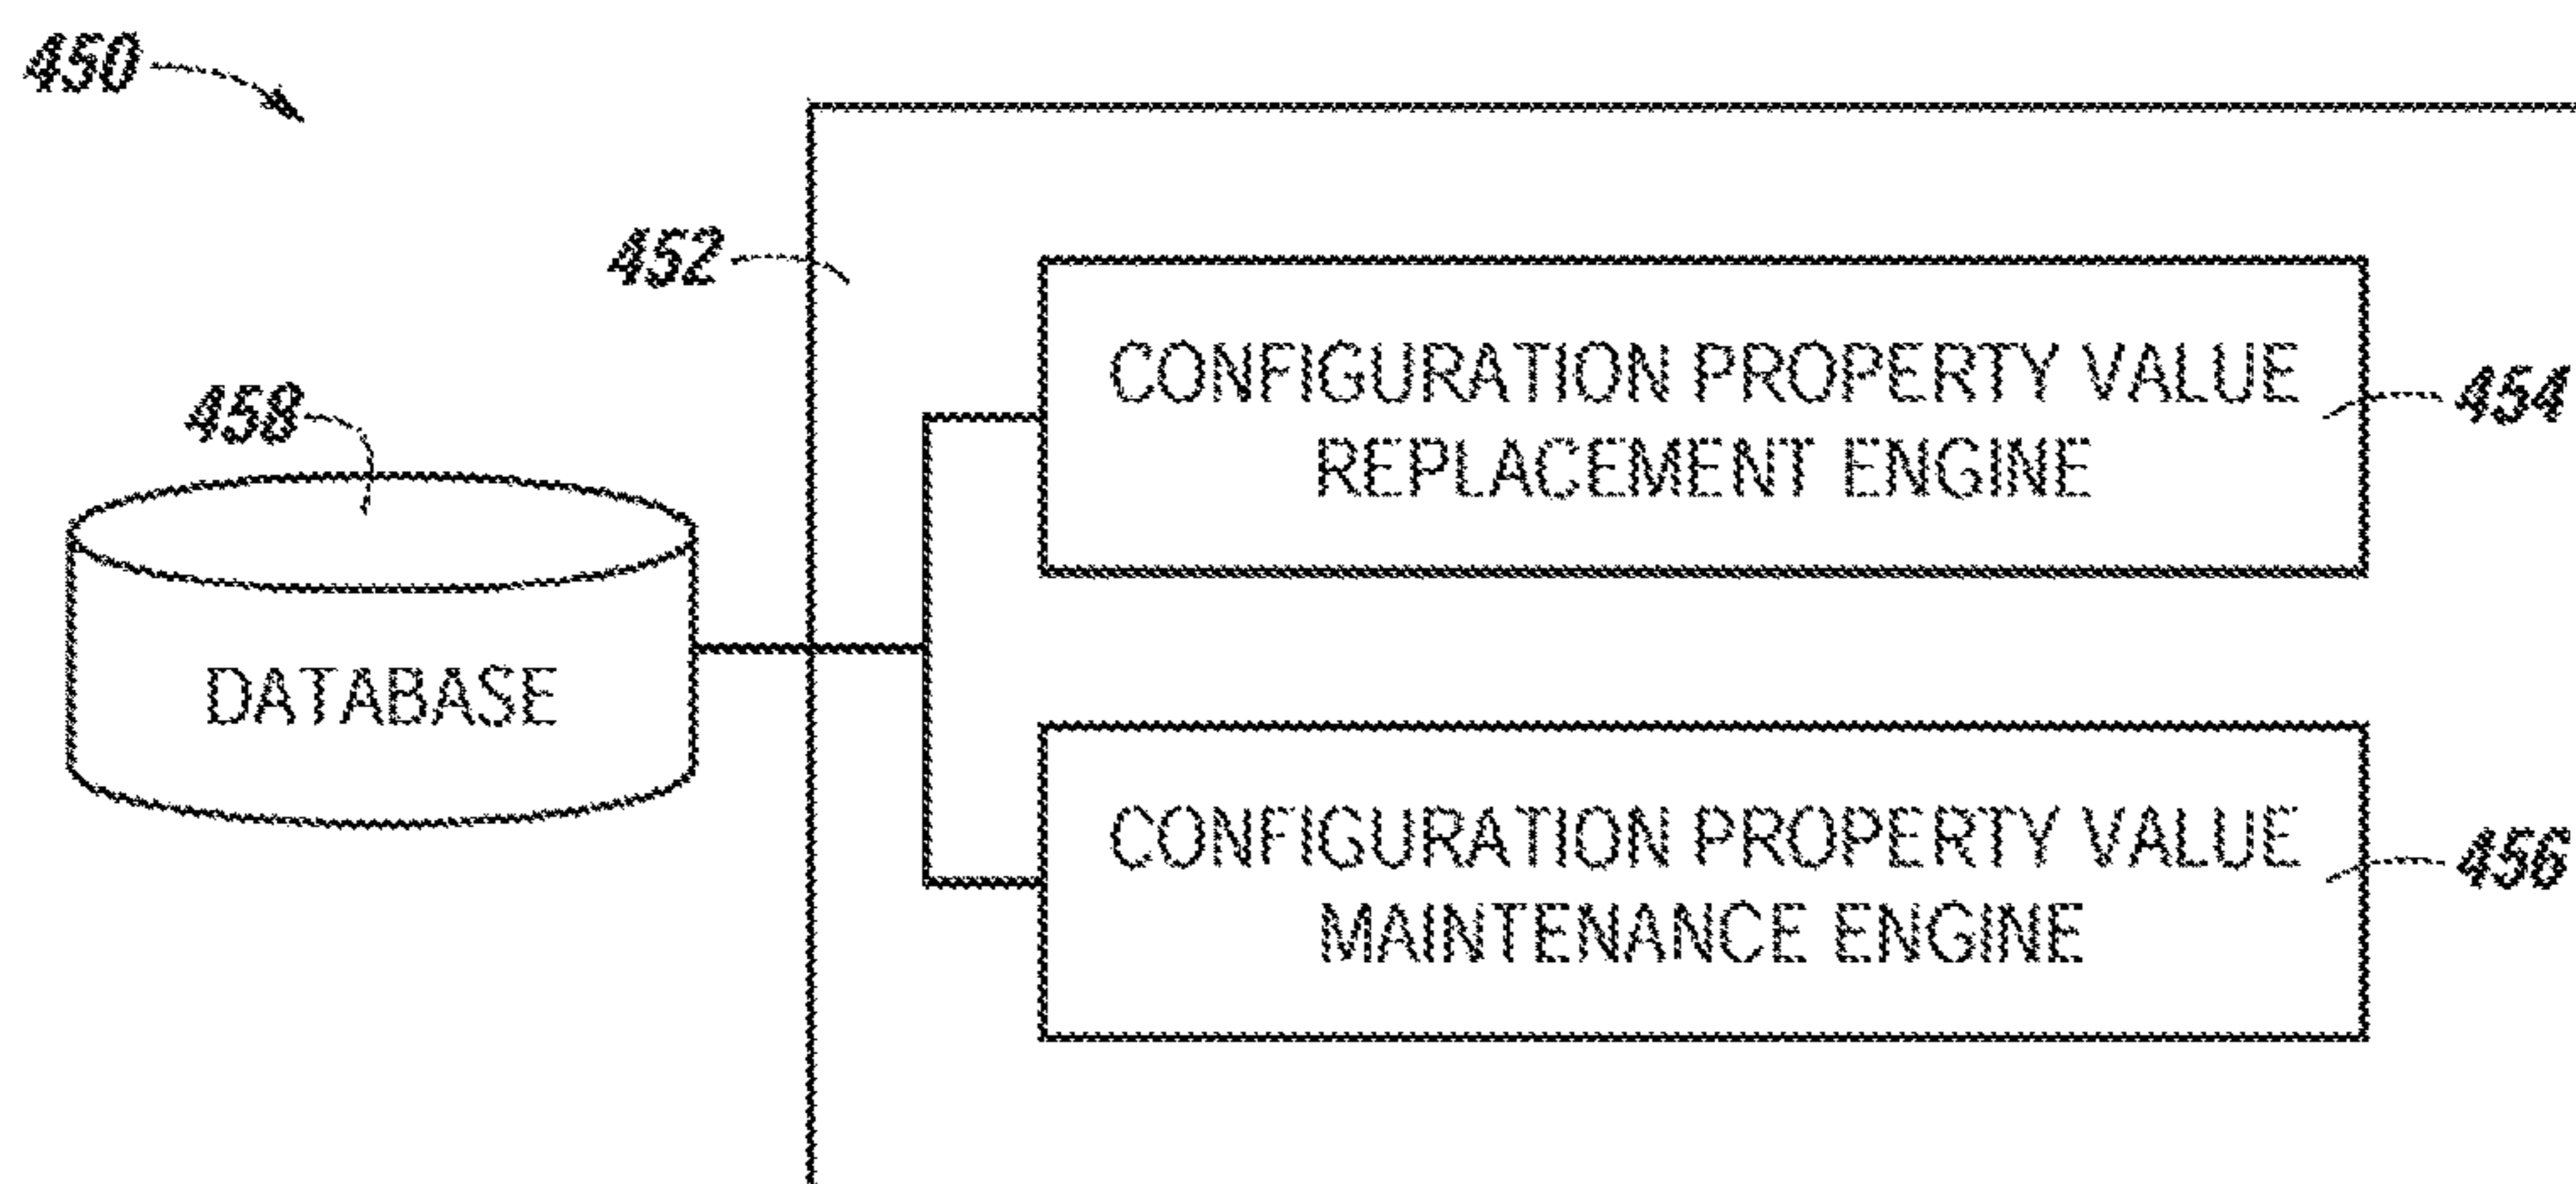 450
452
CONFIGURATION PROPERTY VALUE
REPLACEMENT ENGINE
454
458
DATABASE
CONFIGURATION PROPERTY VALUE
MAINTENANCE ENGINE
456